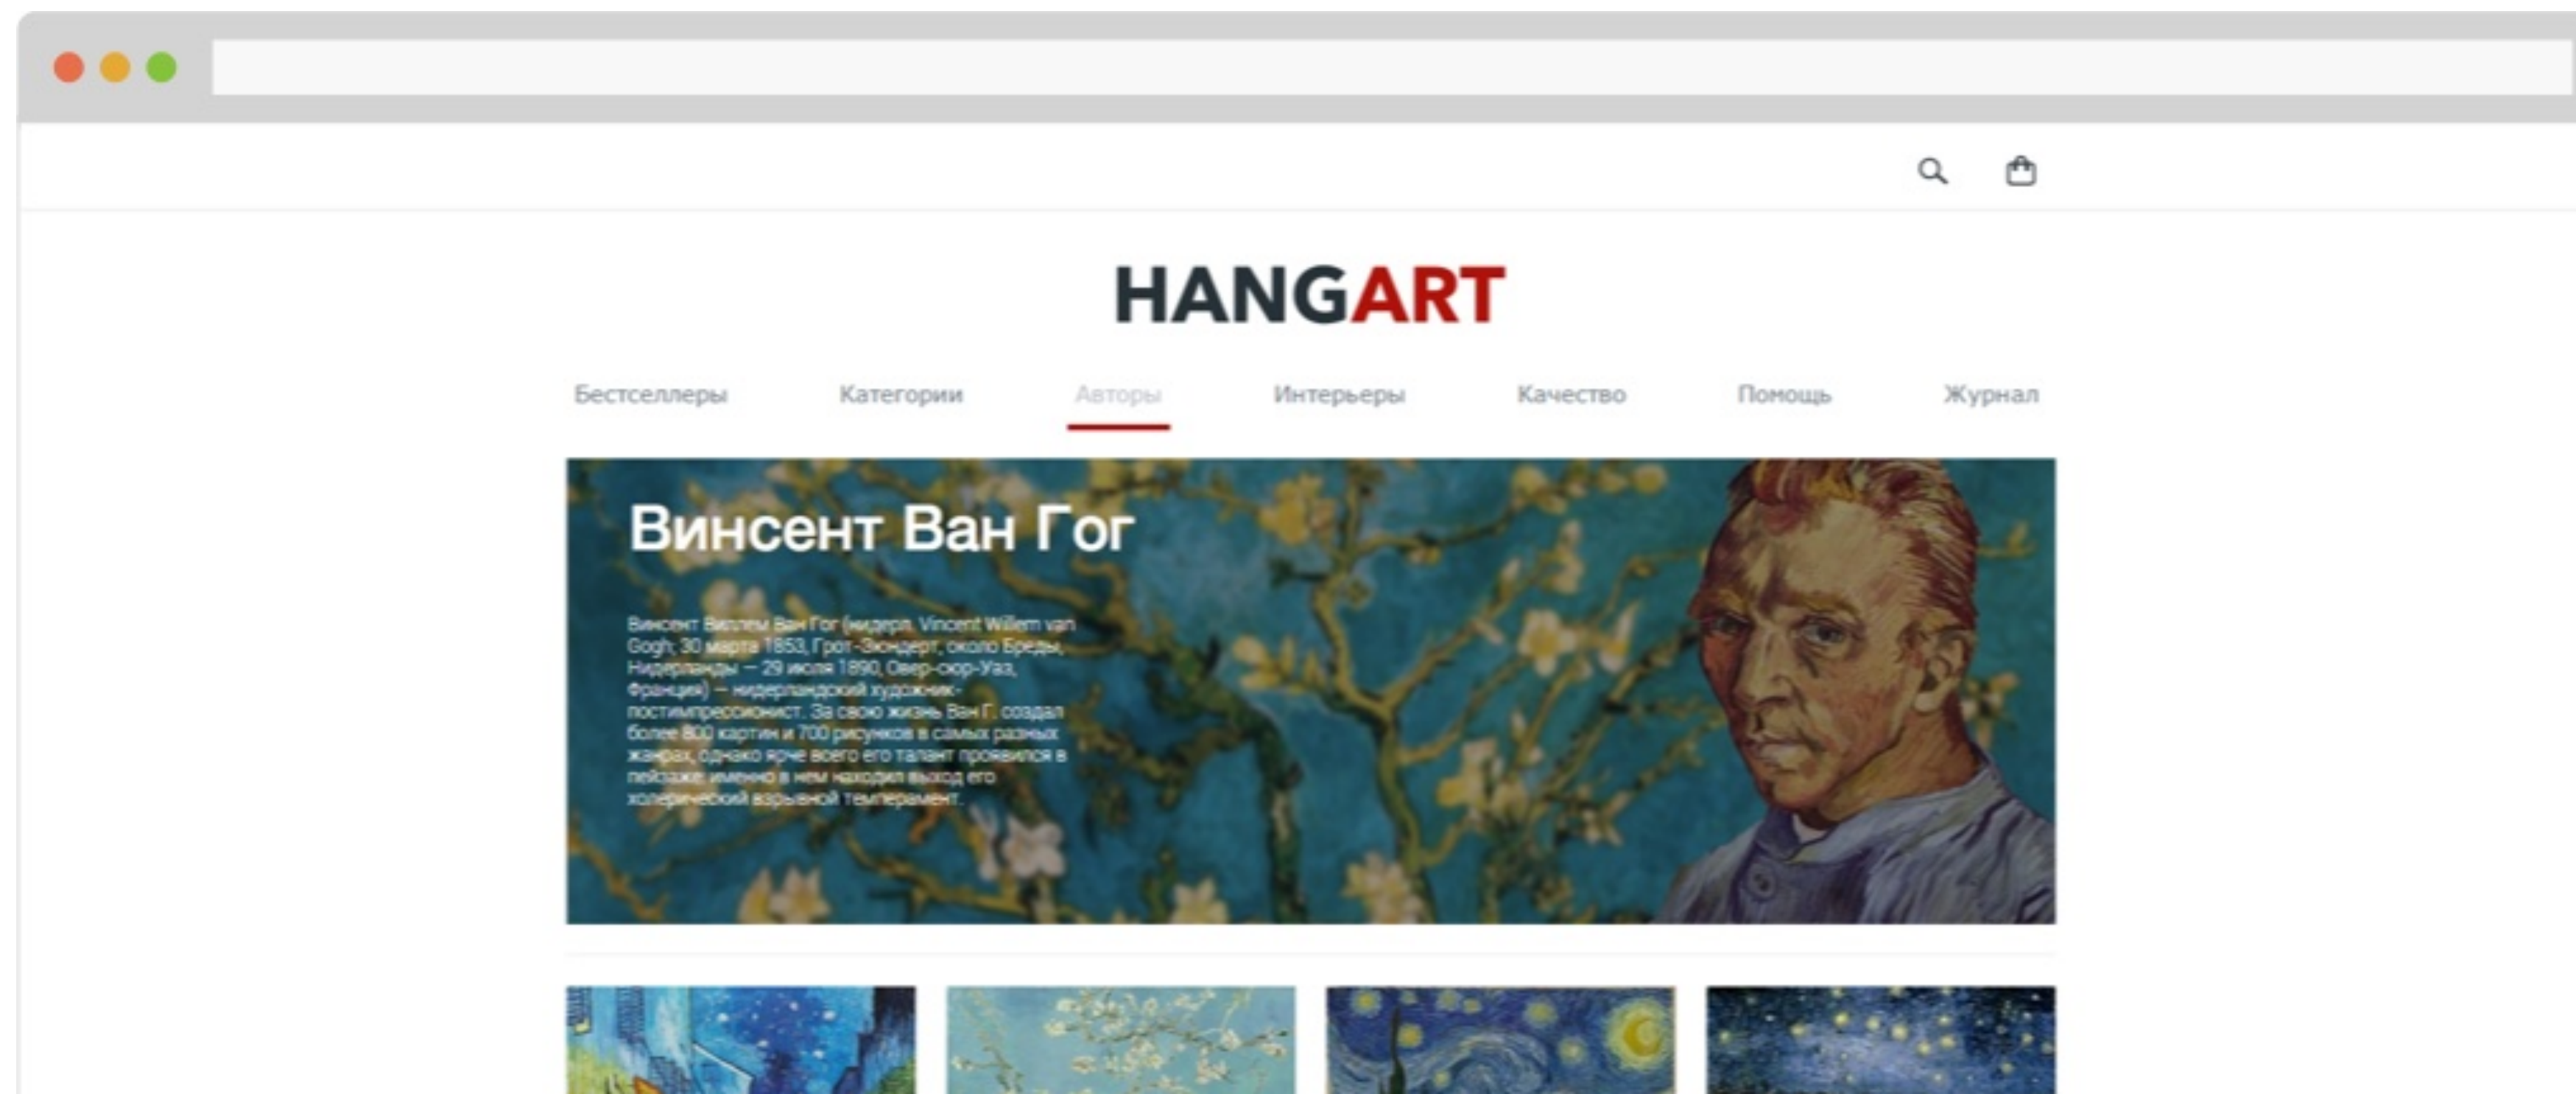 HANGART
Бестселлеры Категории Авторы Интерьеры Качество Помощь Журнал
Винсент Ван Гог
Винсент Виллем Ван Гог (нидерл. Vincent Willem van
Gogh; 30 марта 1853, Грот-Зюндерт, около Бреды,
Нидерланды — 29 июля 1890, Овер-сюр-Уаз,
Франция) — нидерландский художник-
постимпрессионист. За свою жизнь Ван Г. создал
более 800 картин и 700 рисунков в самых разных
жанрах, однако ярче всего его талант проявился в
пейзаже: именно в нем находил выход его
холерический взрывной темперамент.